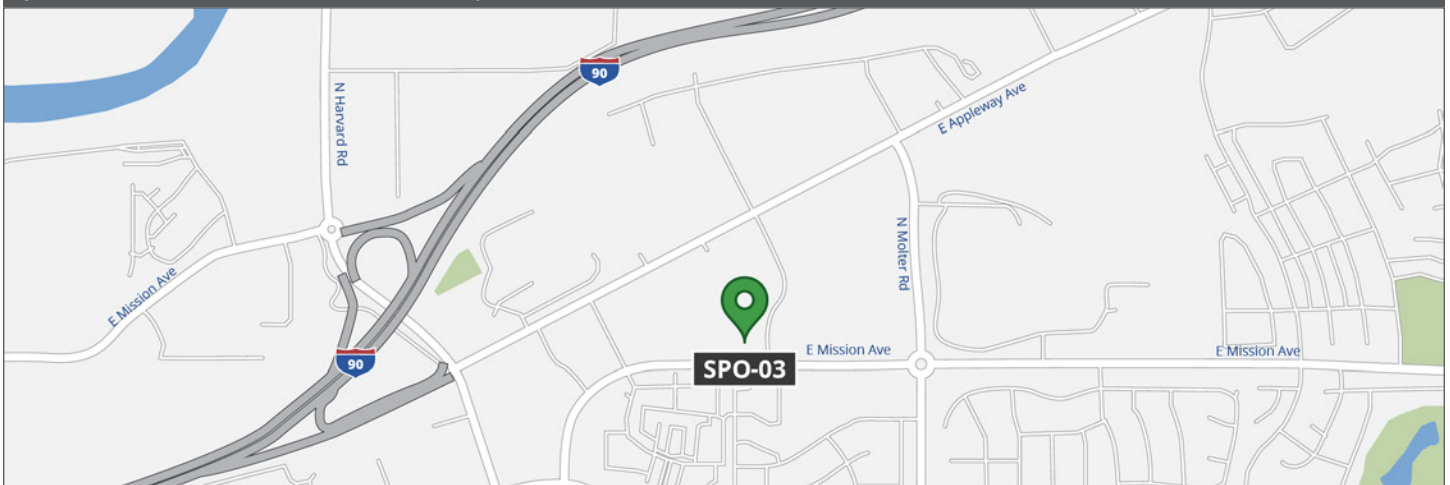 90
N Harvard Rd
E Appleway Ave
N Molter Rd
E Mission Ave
90
E Mission Ave
E Mission Ave
SPO-03